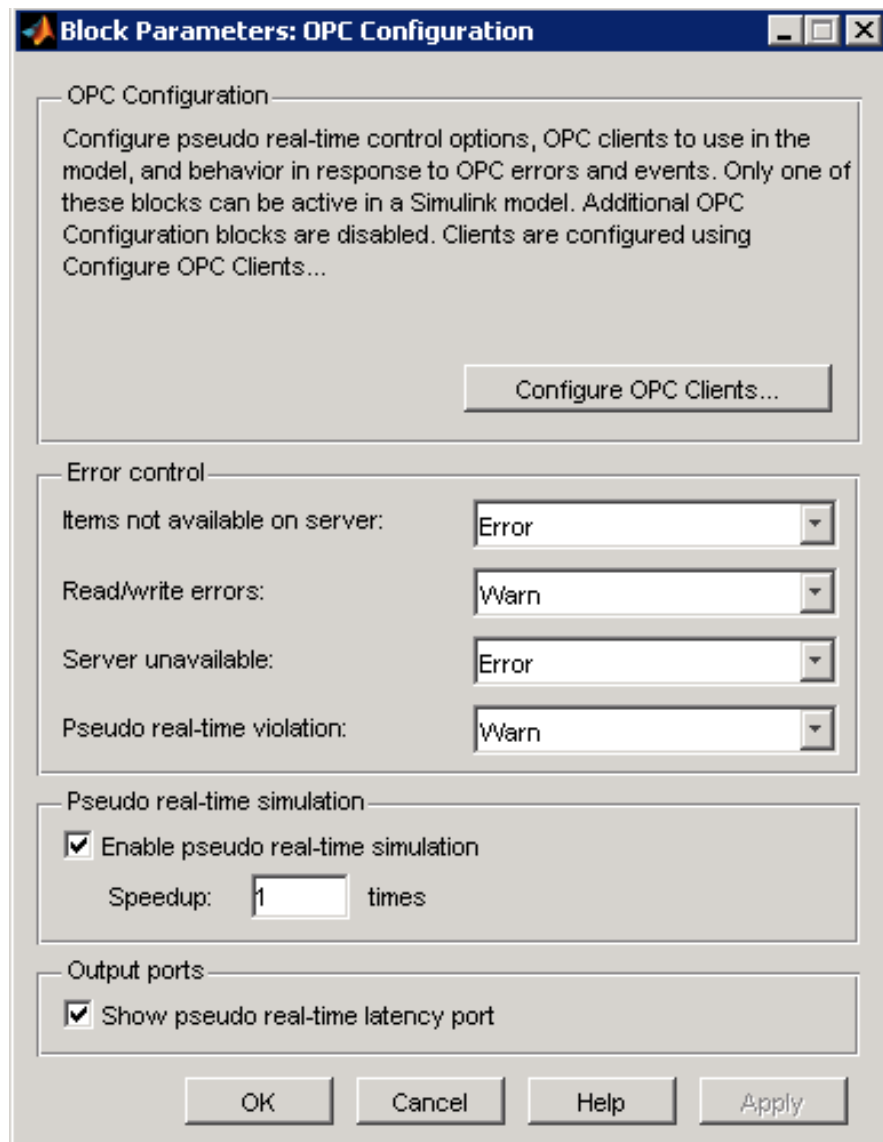 Block Parameters: OPC Configuration
OPC Configuration
Configure pseudo real-time control options, OPC clients to use in the
model, and behavior in response to OPC errors and events. Only one of
these blocks can be active in a Simulink model. Additional OPC
Configuration blocks are disabled. Clients are configured using
Configure OPC Clients...
Configure OPC Clients...
Error control
Items not available on server: Error
Read/write errors: Warn
Server unavailable: Error
Pseudo real-time violation: Warn
Pseudo real-time simulation
Enable pseudo real-time simulation
Speedup: 1 times
Output ports
Show pseudo real-time latency port
OK Cancel Help Apply